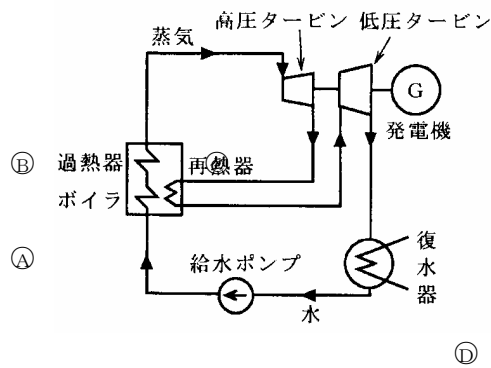 高圧タービン 低圧タービン
蒸気
G
発電機
Ⓑ 過熱器 再熱器
ボイラ
Ⓐ
給水ポンプ
復水器
水
Ⓓ